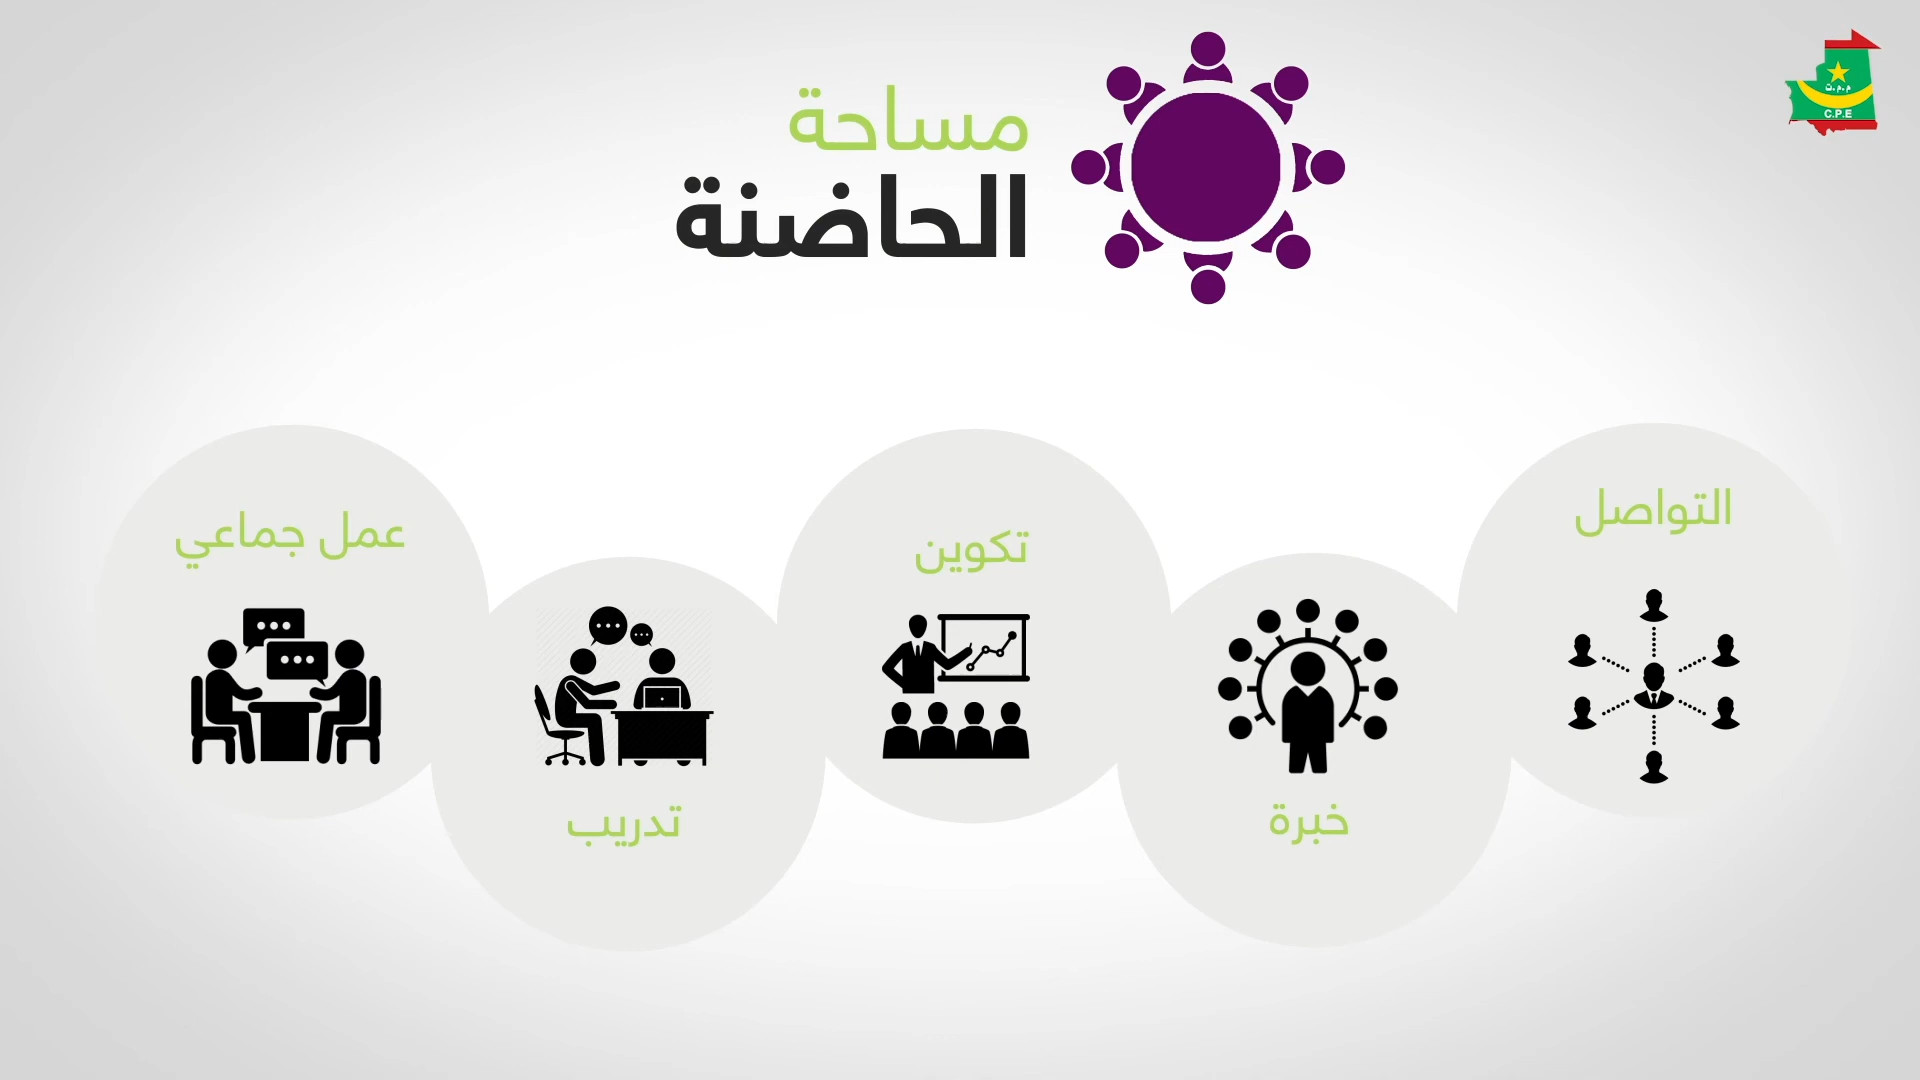 مساحة
الحاضنة
التواصل
خبرة
تكوين
تدريب
عمل جماعي
م.م.ت
C.P.E